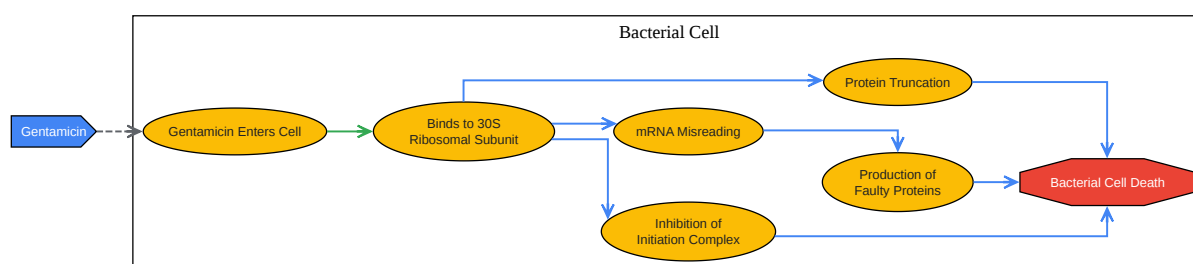 Bacterial Cell
Gentamicin
Gentamicin Enters Cell
Binds to 30S
Ribosomal Subunit
mRNA Misreading
Inhibition of
Initiation Complex
Protein Truncation
Production of
Faulty Proteins
Bacterial Cell Death